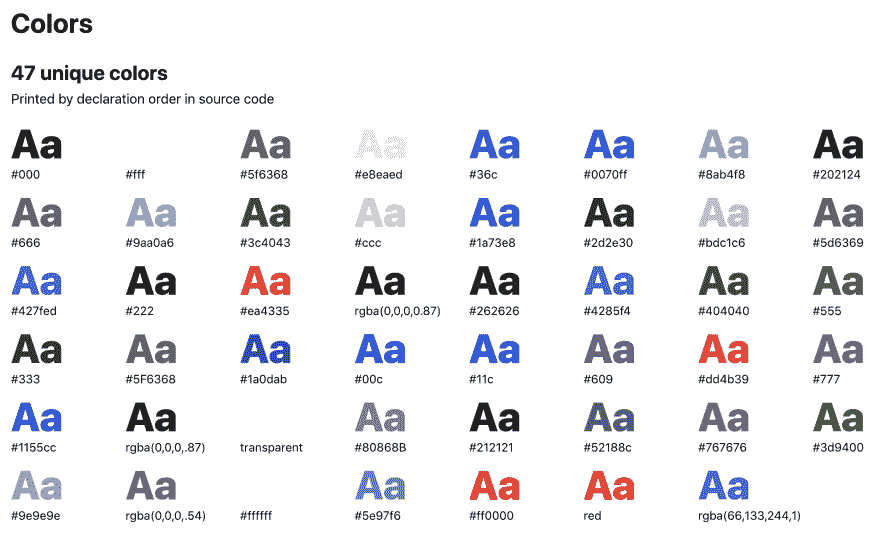 Colors
47 unique colors
Printed by declaration order in source code
Aa Aa Aa Aa Aa Aa Aa
#000 #fff #5f6368 #e8eaed #36c #0070ff #8ab4f8 #202124
Aa Aa Aa Aa Aa Aa Aa Aa
#666 #9aa0a6 #3c4043 #ccc #1a73e8 #2d2e30 #bdc1c6 #5d6369
Aa Aa Aa Aa Aa Aa Aa Aa
#427fed #222 #ea4335 rgba(0,0,0,0.87) #262626 #4285f4 #404040 #555
Aa Aa Aa Aa Aa Aa Aa Aa
#333 #5F6368 #1a0dab #00c #11c #609 #dd4b39 #777
Aa Aa Aa Aa Aa Aa Aa
#1155cc rgba(0,0,0,.87) transparent #80868B #212121 #52188c #767676 #3d9400
Aa Aa Aa Aa Aa Aa
#9e9e9e rgba(0,0,0,.54) #ffffff #5e97f6 #ff0000 red rgba(66,133,244,1)